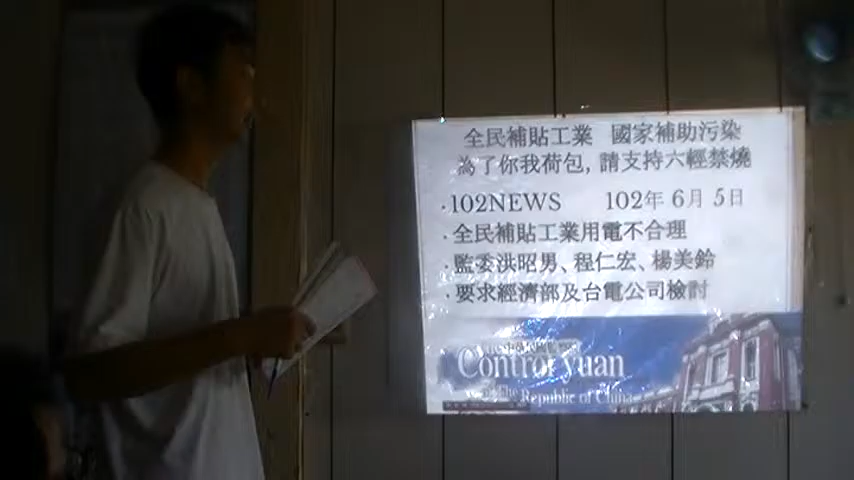 全民補貼工業 國家補助污染
為了你我荷包, 請支持六輕禁燒
·102NEWS 102年 6月 5日
·全民補貼工業用電不合理
·監委洪昭男、程仁宏、楊美鈴
·要求經濟部及台電公司檢討
Control Yuan
Republic of China